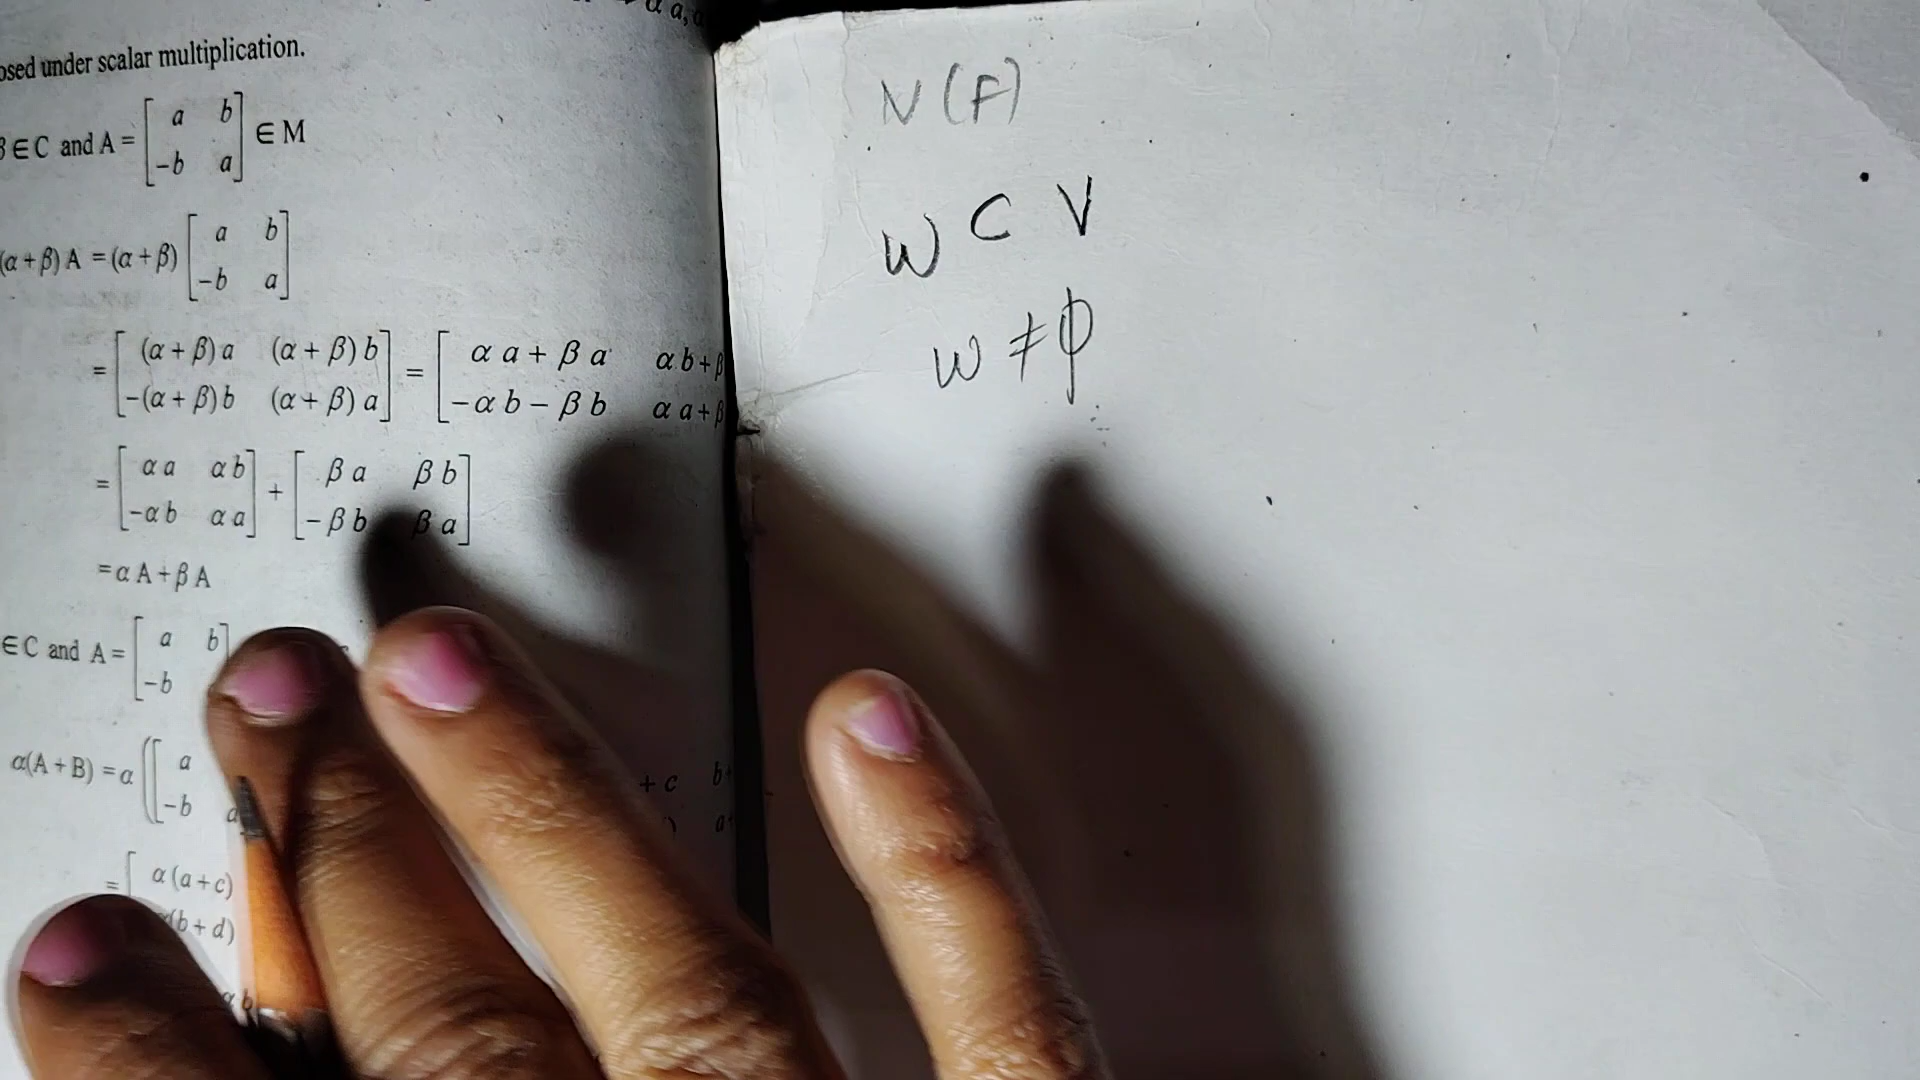 α a,
osed under scalar multiplication.
β ∈ C and A = [ a b ; -b a ] ∈ M
(α + β) A = (α + β) [ a b ; -b a ]
= [ (α + β) a (α + β) b ; -(α + β) b (α + β) a ] = [ α a + β a α b + β ; -α b - β b α a + β
= [ α a α b ; -α b α a ] + [ β a β b ; - β b β a ]
= α A + β A
∈ C and A = [ a b ; -b
α(A + B) = α ([ a ; -b a + c b+ ; ) a+
= [ α (a + c)
(b + d)
α b
N (F)
W ⊂ V
W ≠ ϕ